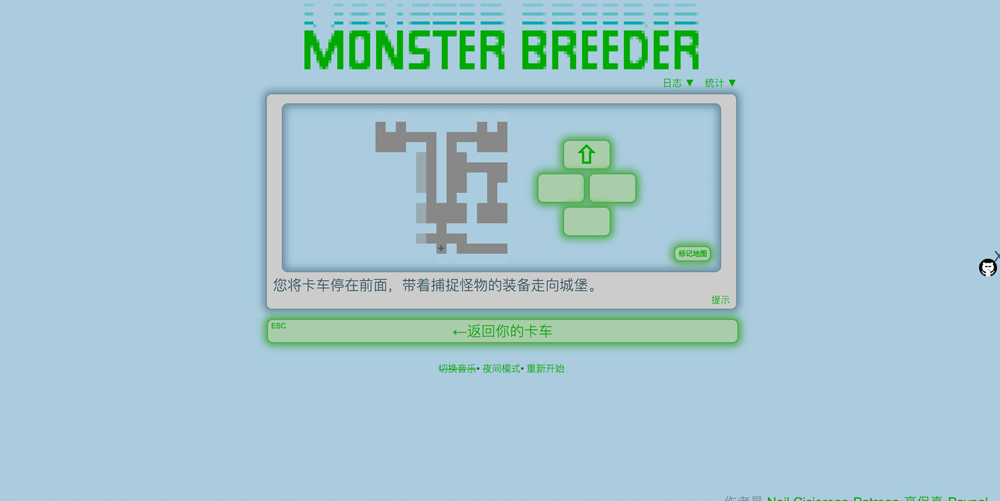 MONSTER BREEDER
日志 ▼ 统计 ▼
标记地图
您将卡车停在前面，带着捕捉怪物的装备走向城堡。
提示
ESC
←返回你的卡车
切换音乐• 夜间模式• 重新开始